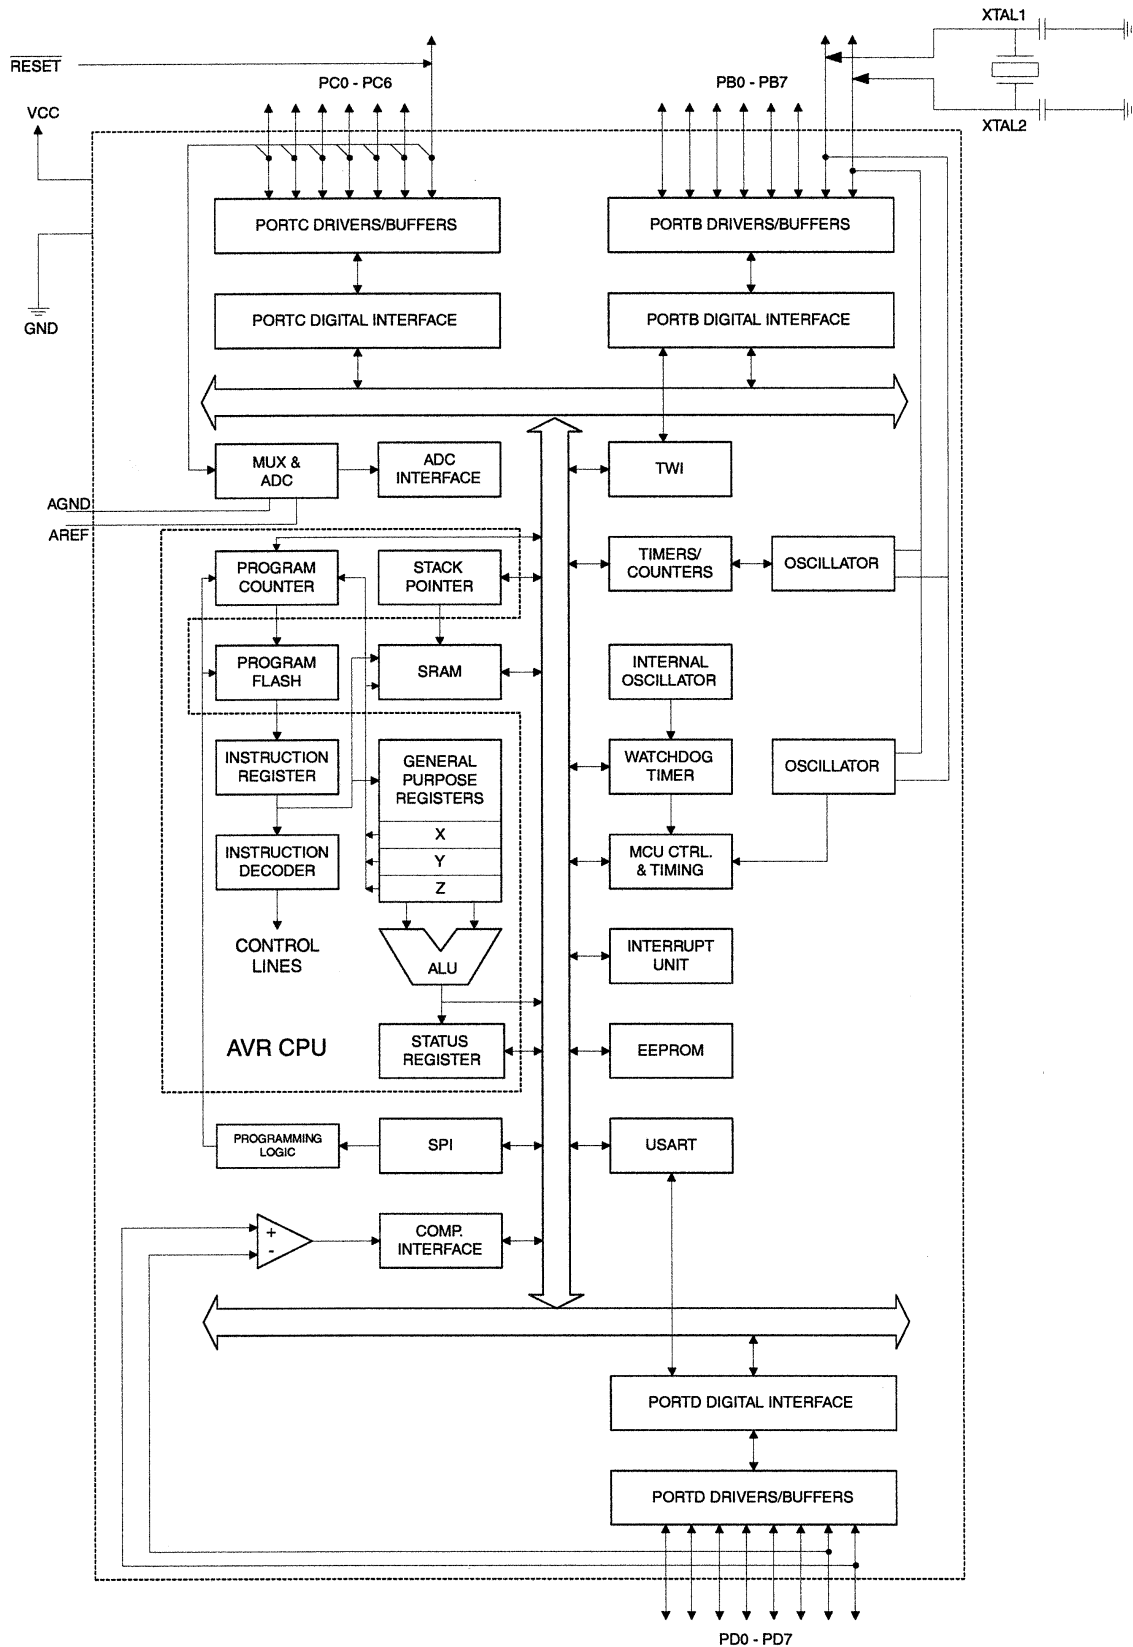 XTAL1
RESET
PC0 - PC6
PB0 - PB7
VCC
XTAL2
PORTC DRIVERS/BUFFERS
PORTB DRIVERS/BUFFERS
GND
PORTC DIGITAL INTERFACE
PORTB DIGITAL INTERFACE
MUX &
ADC
ADC
INTERFACE
TWI
AGND
AREF
PROGRAM
COUNTER
STACK
POINTER
TIMERS/
COUNTERS
OSCILLATOR
PROGRAM
FLASH
SRAM
INTERNAL
OSCILLATOR
INSTRUCTION
REGISTER
GENERAL
PURPOSE
REGISTERS
WATCHDOG
TIMER
OSCILLATOR
X
Y
Z
INSTRUCTION
DECODER
MCU CTRL.
& TIMING
CONTROL
LINES
ALU
INTERRUPT
UNIT
AVR CPU
STATUS
REGISTER
EEPROM
PROGRAMMING
LOGIC
SPI
USART
+
-
COMP.
INTERFACE
PORTD DIGITAL INTERFACE
PORTD DRIVERS/BUFFERS
PD0 - PD7